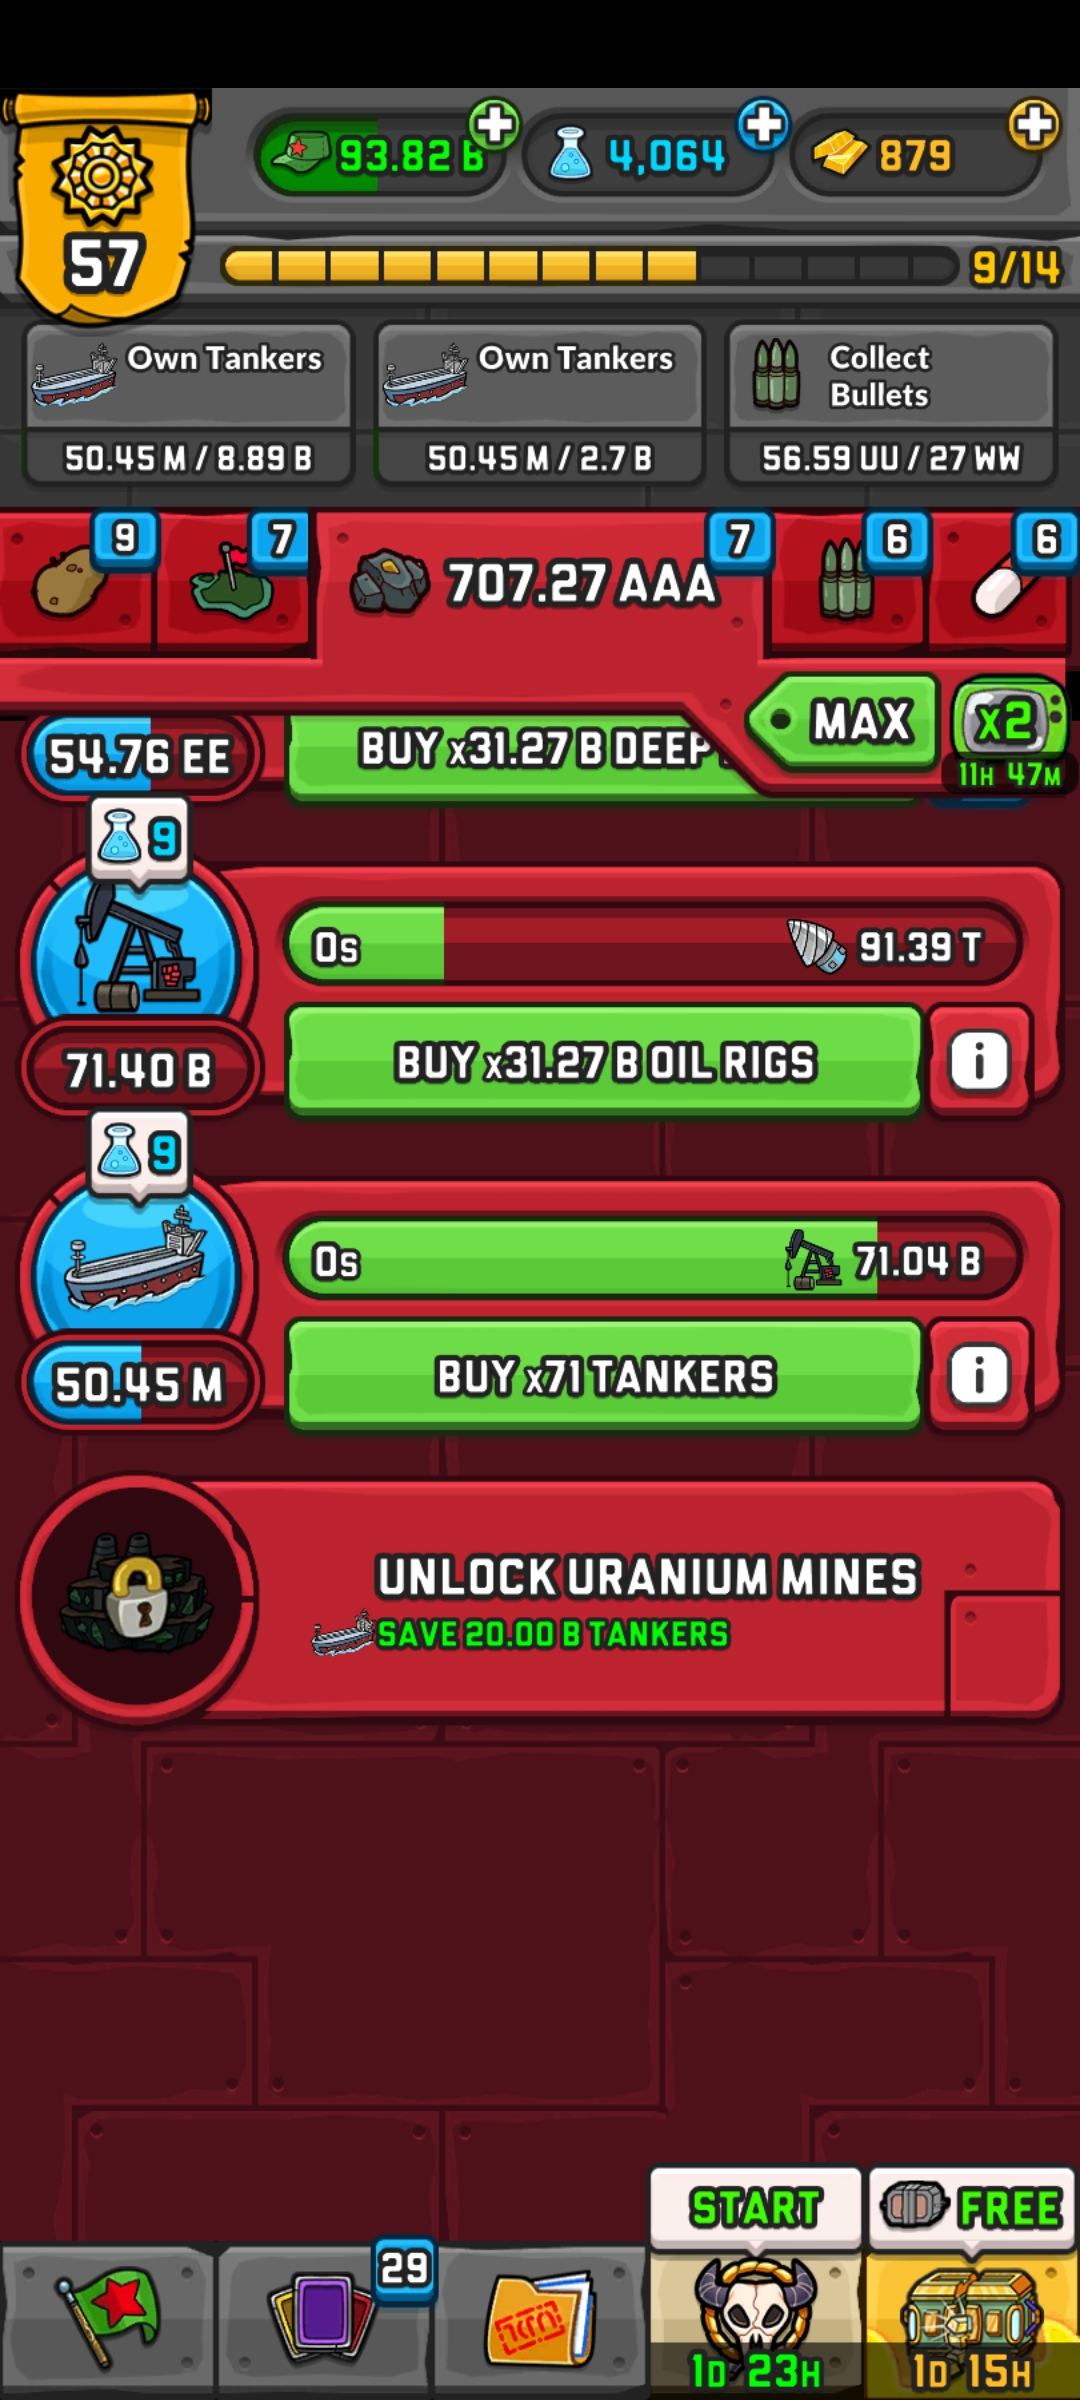 93.82 B
4,064
879
57
9/14
Own Tankers
50.45 M / 8.89 B
Own Tankers
50.45 M / 2.7 B
Collect
Bullets
56.59 UU / 27 WW
9
7
707.27 AAA
7
6
6
MAX
x2
11H 47M
54.76 EE
BUY x31.27 B DEEP
9
0s
91.39 T
71.40 B
BUY x31.27 B OIL RIGS
i
9
0s
71.04 B
50.45 M
BUY x71 TANKERS
i
UNLOCK URANIUM MINES
SAVE 20.00 B TANKERS
START
FREE
29
1D 23H
1D 15H